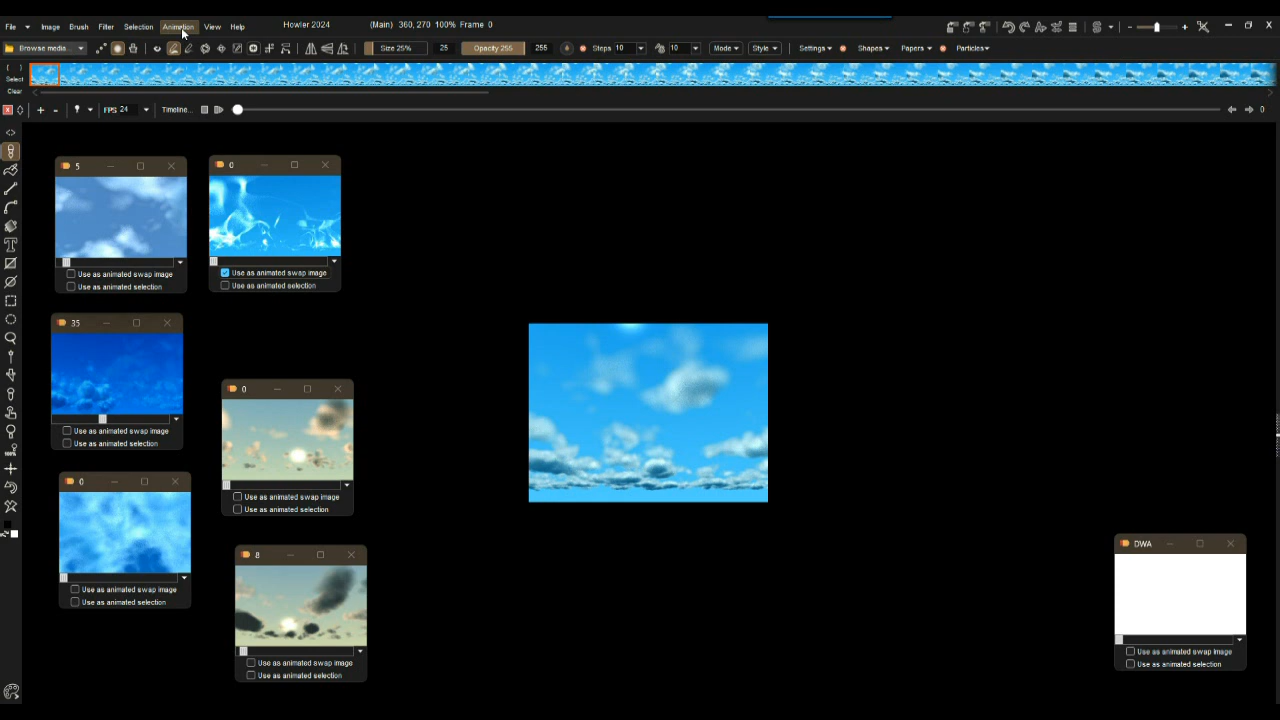 File Image Brush Filter Selection Animation View Help Howler 2024 (Main) 360, 270 100% Frame 0
Browse media... Size 25% 25 Opacity 255 255 Steps 10 10 Mode Style Settings Shapes Papers Particles
Select
Clear
FPS 24 Timeline... 0
5
Use as animated swap image
Use as animated selection
0
Use as animated swap image
Use as animated selection
35
Use as animated swap image
Use as animated selection
0
Use as animated swap image
Use as animated selection
0
Use as animated swap image
Use as animated selection
8
Use as animated swap image
Use as animated selection
DWA
Use as animated swap image
Use as animated selection